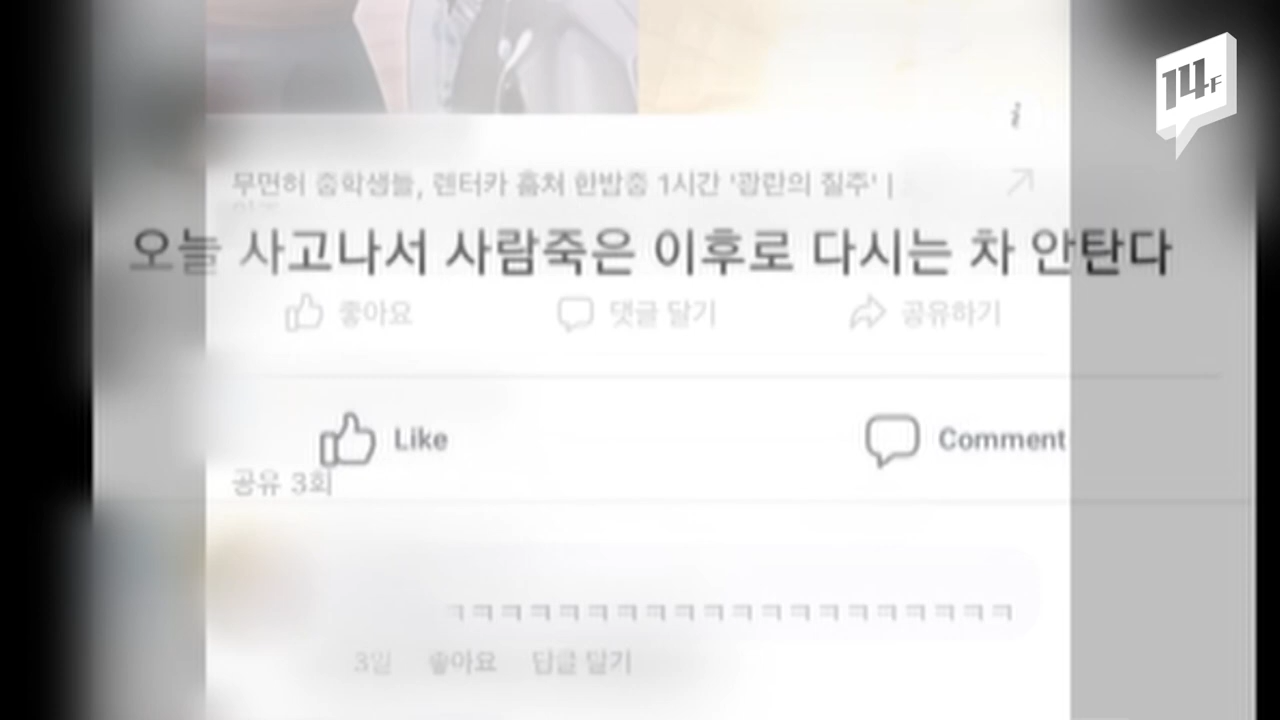 14F
무면허 중학생들, 렌터카 훔쳐 한밤중 1시간 '광란의 질주' |
오늘 사고나서 사람죽은 이후로 다시는 차 안탄다
좋아요 댓글 달기 공유하기
Like Comment
공유 3회
ㅋㅋㅋㅋㅋㅋㅋㅋㅋㅋㅋㅋㅋㅋㅋㅋㅋㅋㅋㅋ
3일 좋아요 답글 달기